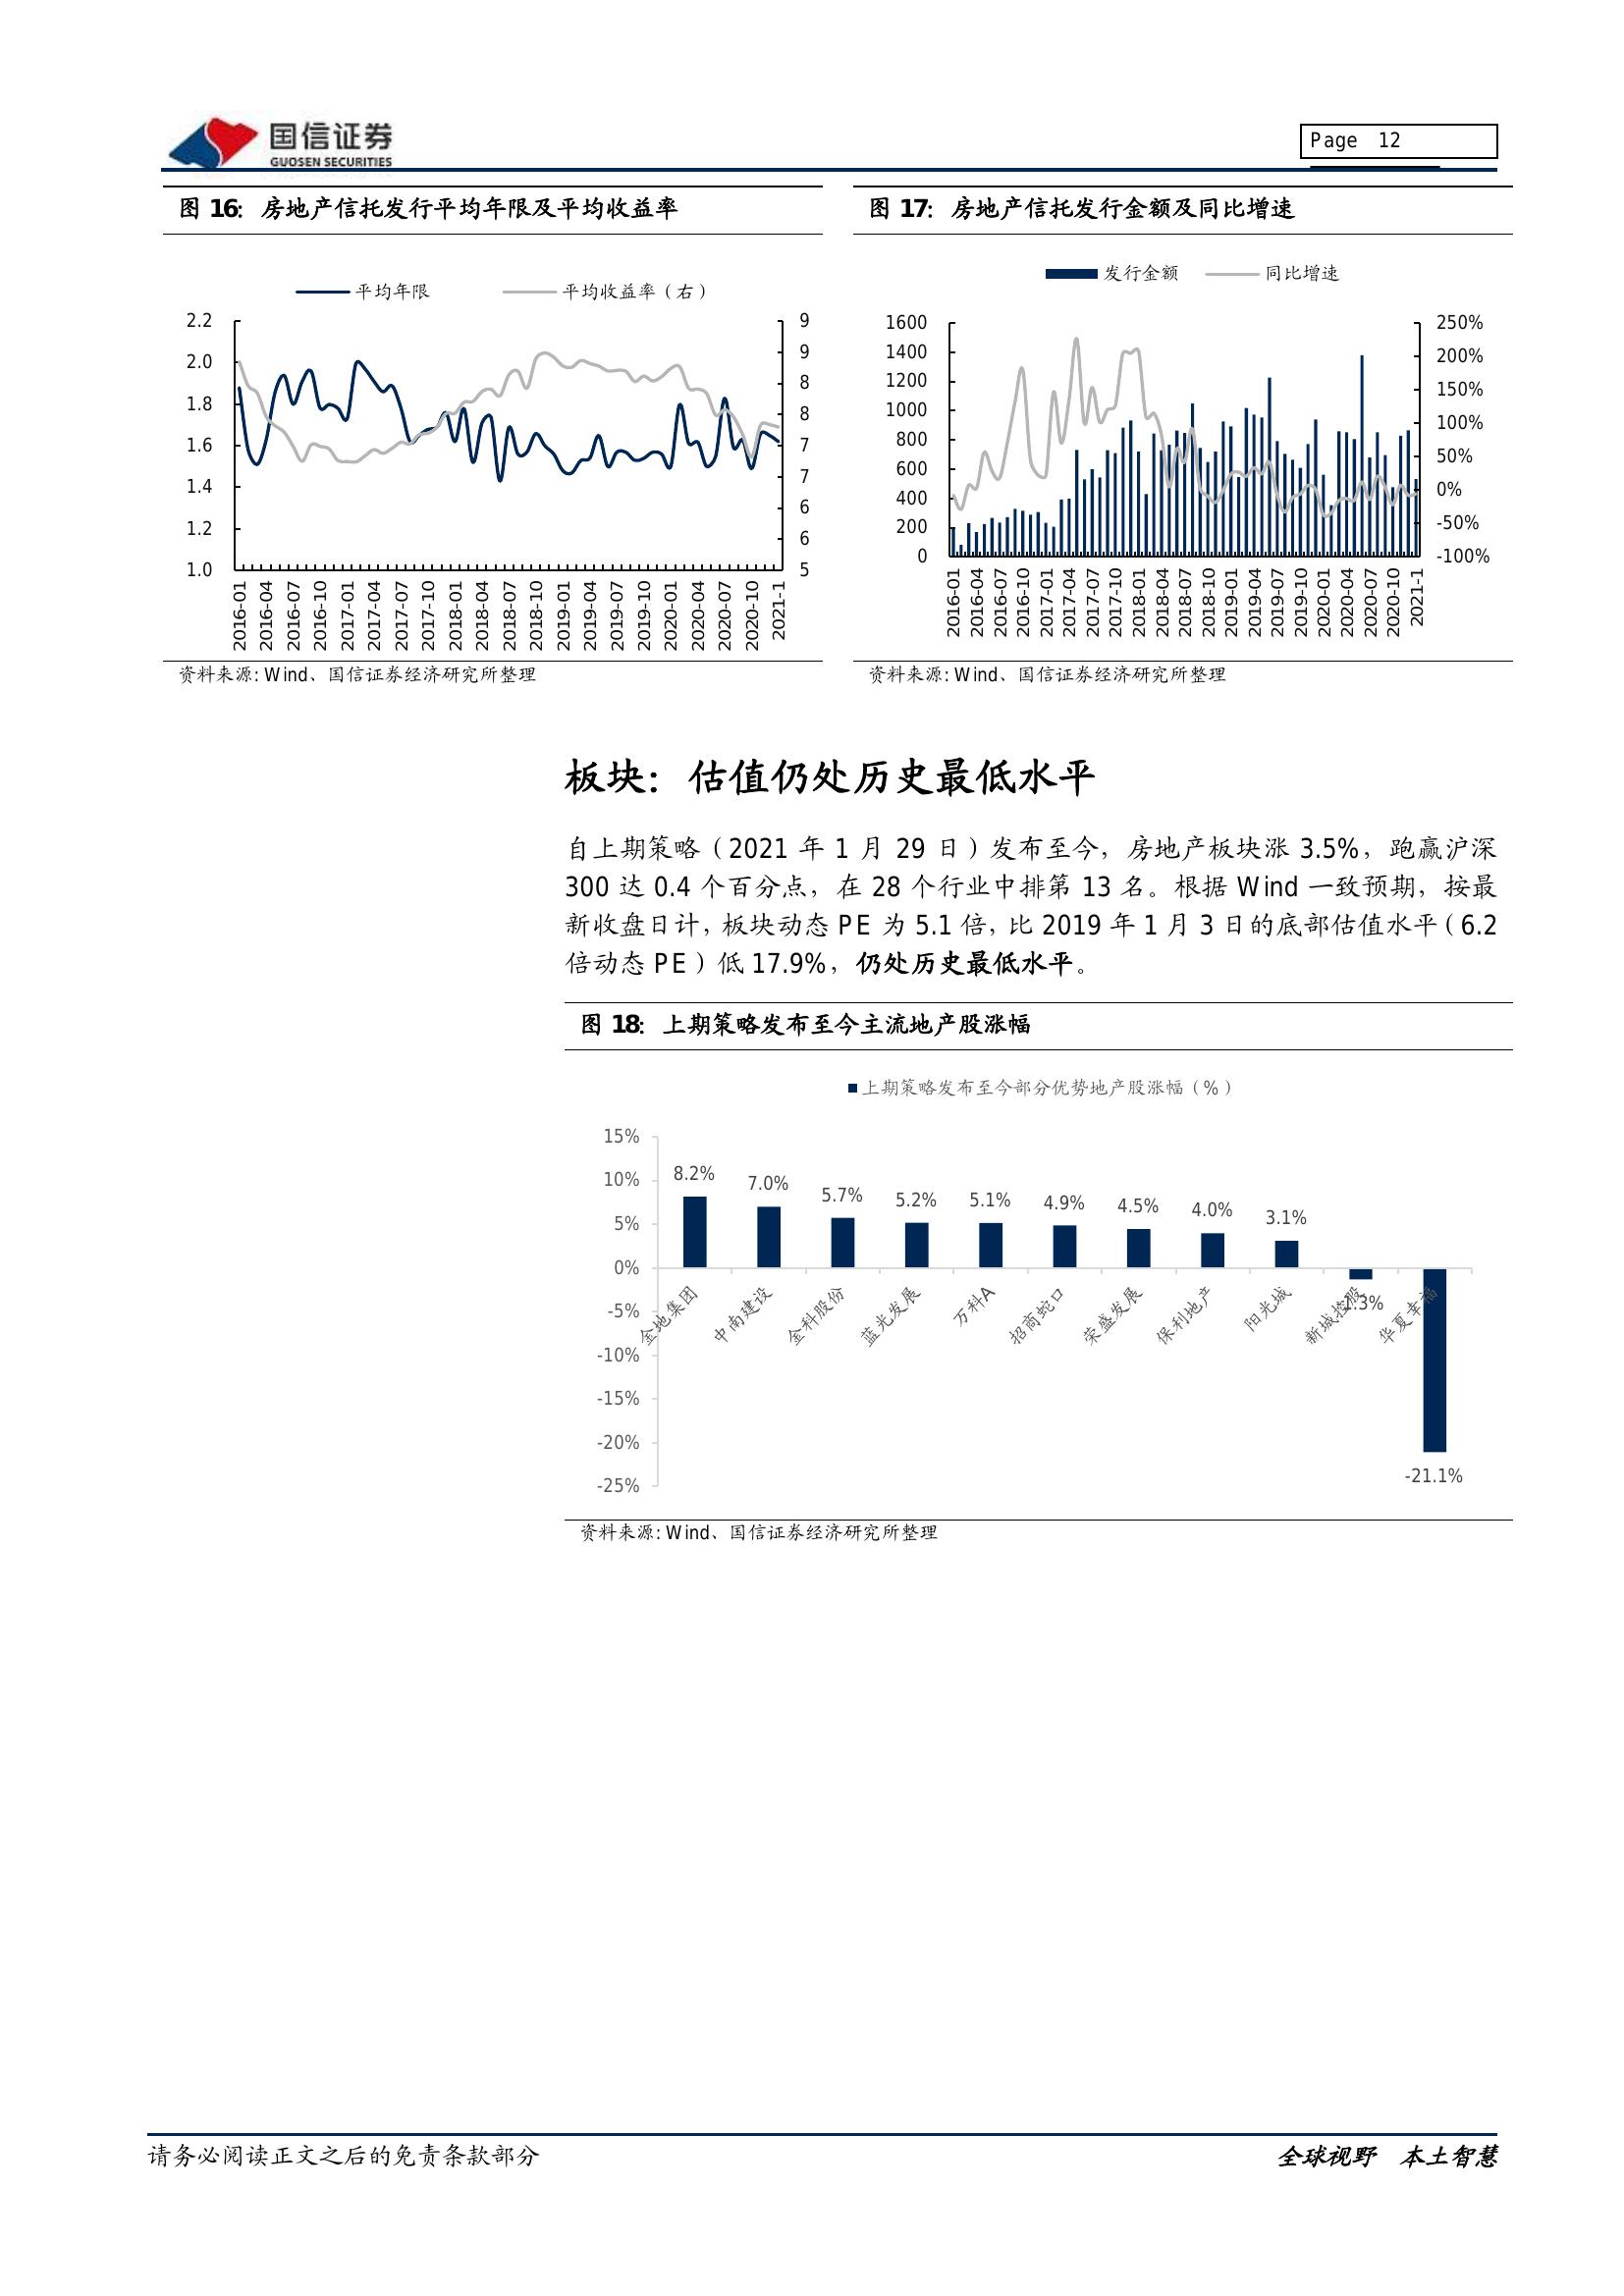 国信证券
GUOSEN SECURITIES
Page 12
图 16: 房地产信托发行平均年限及平均收益率
平均年限 平均收益率（右）
2.2
2.0
1.8
1.6
1.4
1.2
1.0
9
9
8
8
7
7
6
6
5
2016-01 2016-04 2016-07 2016-10 2017-01 2017-04 2017-07 2017-10 2018-01 2018-04 2018-07 2018-10 2019-01 2019-04 2019-07 2019-10 2020-01 2020-04 2020-07 2020-10 2021-1
资料来源: Wind、国信证券经济研究所整理
图 17: 房地产信托发行金额及同比增速
发行金额 同比增速
1600
1400
1200
1000
800
600
400
200
0
250%
200%
150%
100%
50%
0%
-50%
-100%
2016-01 2016-04 2016-07 2016-10 2017-01 2017-04 2017-07 2017-10 2018-01 2018-04 2018-07 2018-10 2019-01 2019-04 2019-07 2019-10 2020-01 2020-04 2020-07 2020-10 2021-1
资料来源: Wind、国信证券经济研究所整理
板块：估值仍处历史最低水平
自上期策略（2021 年 1 月 29 日）发布至今，房地产板块涨 3.5%，跑赢沪深
300 达 0.4 个百分点，在 28 个行业中排第 13 名。根据 Wind 一致预期，按最
新收盘日计，板块动态 PE 为 5.1 倍，比 2019 年 1 月 3 日的底部估值水平（6.2
倍动态 PE）低 17.9%，仍处历史最低水平。
图 18: 上期策略发布至今主流地产股涨幅
上期策略发布至今部分优势地产股涨幅（%）
15%
10%
5%
0%
-5%
-10%
-15%
-20%
-25%
8.2% 7.0% 5.7% 5.2% 5.1% 4.9% 4.5% 4.0% 3.1% -1.3% -21.1%
金地集团 中南建设 金科股份 蓝光发展 万科A 招商蛇口 荣盛发展 保利地产 阳光城 新城控股 华夏幸福
资料来源: Wind、国信证券经济研究所整理
请务必阅读正文之后的免责条款部分
全球视野 本土智慧